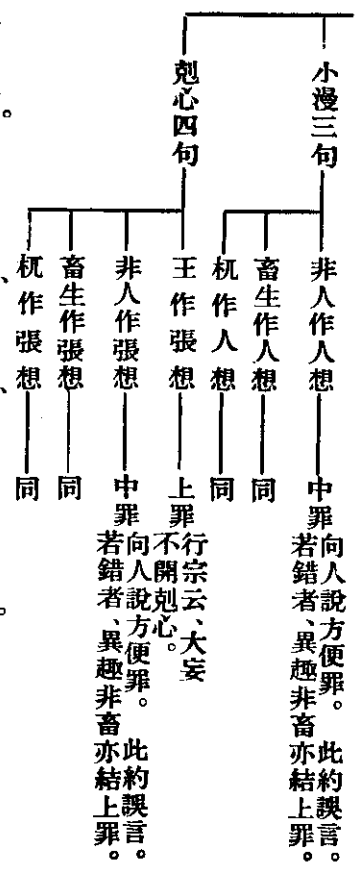 小漫三句
非人作人想
中罪
向人說方便罪。 此約誤言。
若錯者、異趣非畜亦結上罪。
畜生作人想
同
杌作人想
同
剋心四句
王作張想
上罪
行宗云、大妄
不開剋心。
非人作張想
中罪
向人說方便罪。 此約誤言。
若錯者、異趣非畜亦結上罪。
畜生作張想
同
杌作張想
同